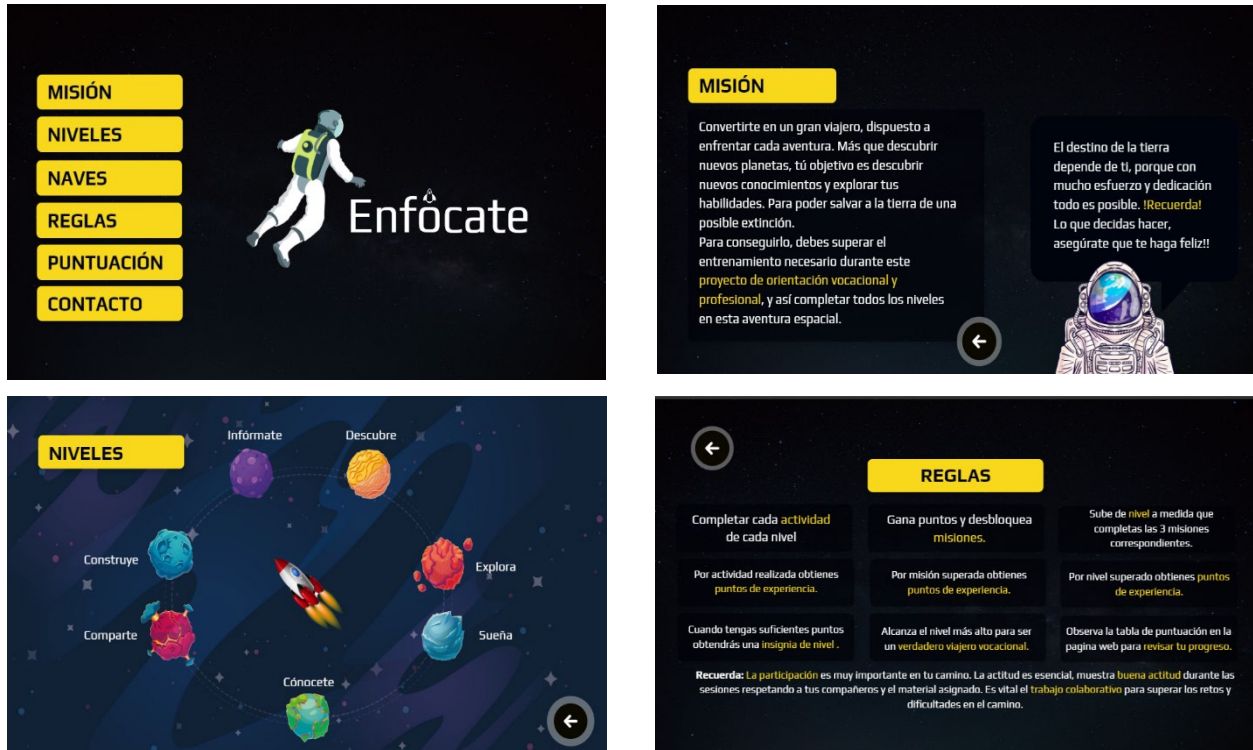 MISIÓN
NIVELES
NAVES
REGLAS
PUNTUACIÓN
CONTACTO
Enfôcate
MISIÓN
Convertirte en un gran viajero, dispuesto a
enfrentar cada aventura. Más que descubrir
nuevos planetas, tú objetivo es descubrir
nuevos conocimientos y explorar tus
habilidades. Para poder salvar a la tierra de una
posible extinción.
Para conseguirlo, debes superar el
entrenamiento necesario durante este
proyecto de orientación vocacional y
profesional, y así completar todos los niveles
en esta aventura espacial.
El destino de la tierra
depende de ti, porque con
mucho esfuerzo y dedicación
todo es posible. !Recuerda!
Lo que decidas hacer,
asegúrate que te haga feliz!!
NIVELES
Infórmate
Descubre
Construye
Explora
Comparte
Sueña
Cónocete
REGLAS
Completar cada actividad
de cada nivel
Gana puntos y desbloquea
misiones.
Sube de nivel a medida que
completas las 3 misiones
correspondientes.
Por actividad realizada obtienes
puntos de experiencia.
Por misión superada obtienes
puntos de experiencia.
Por nivel superado obtienes puntos
de experiencia.
Cuando tengas suficientes puntos
obtendrás una insignia de nivel .
Alcanza el nivel más alto para ser
un verdadero viajero vocacional.
Observa la tabla de puntuación en la
pagina web para revisar tu progreso.
Recuerda: La participación es muy importante en tu camino. La actitud es esencial, muestra buena actitud durante las
sesiones respetando a tus compañeros y el material asignado. Es vital el trabajo colaborativo para superar los retos y
dificultades en el camino.